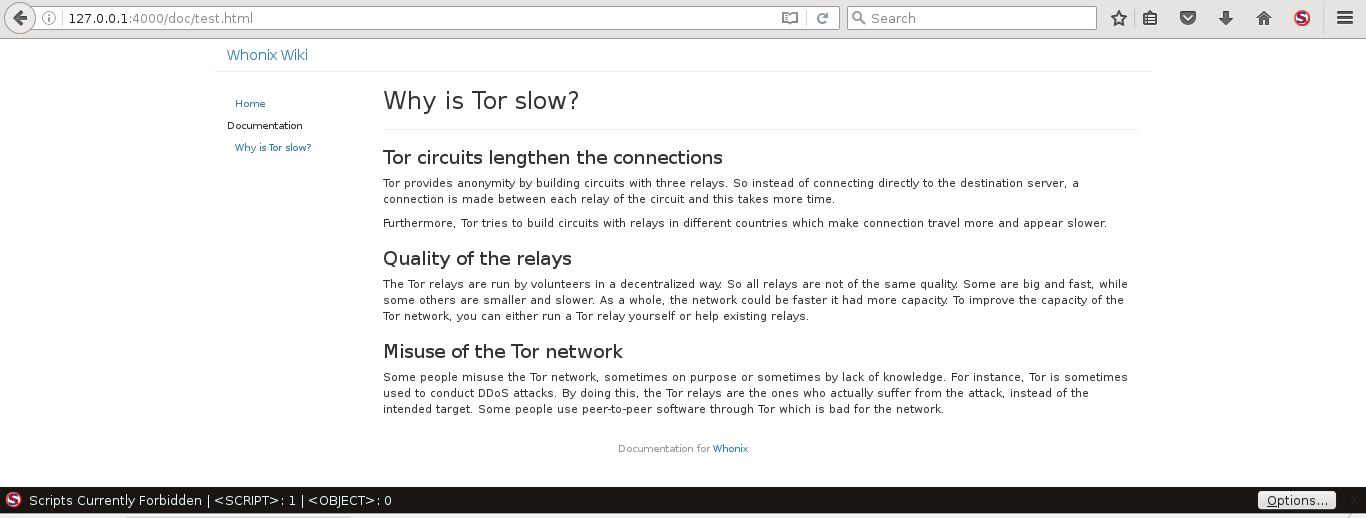 127.0.0.1:4000/doc/test.html
Search
Whonix Wiki
Home
Documentation
Why is Tor slow?
Why is Tor slow?
Tor circuits lengthen the connections
Tor provides anonymity by building circuits with three relays. So instead of connecting directly to the destination server, a
connection is made between each relay of the circuit and this takes more time.
Furthermore, Tor tries to build circuits with relays in different countries which make connection travel more and appear slower.
Quality of the relays
The Tor relays are run by volunteers in a decentralized way. So all relays are not of the same quality. Some are big and fast, while
some others are smaller and slower. As a whole, the network could be faster it had more capacity. To improve the capacity of the
Tor network, you can either run a Tor relay yourself or help existing relays.
Misuse of the Tor network
Some people misuse the Tor network, sometimes on purpose or sometimes by lack of knowledge. For instance, Tor is sometimes
used to conduct DDoS attacks. By doing this, the Tor relays are the ones who actually suffer from the attack, instead of the
intended target. Some people use peer-to-peer software through Tor which is bad for the network.
Documentation for Whonix
Scripts Currently Forbidden | <SCRIPT>: 1 | <OBJECT>: 0
Options...